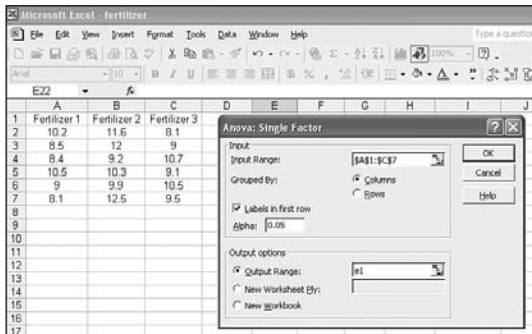 Microsoft Excel - fertilizer
File Edit View Insert Format Tools Data Window Help
Type a question
100%
Arial 10 B I U $ %
E22 fx
A B C D E F G H I J
1 Fertilizer 1 Fertilizer 2 Fertilizer 3
2 10.2 11.6 8.1
3 8.5 12 9
4 8.4 9.2 10.7
5 10.5 10.3 9.1
6 9 9.9 10.5
7 8.1 12.5 9.5
8
9
10
11
12
13
14
15
16
17
Anova: Single Factor
Input
Input Range: $A$1:$C$7
Grouped By: Columns
Rows
Labels in first row
Alpha: 0.05
Output options
Output Range: e1
New Worksheet Ply:
New Workbook
OK
Cancel
Help